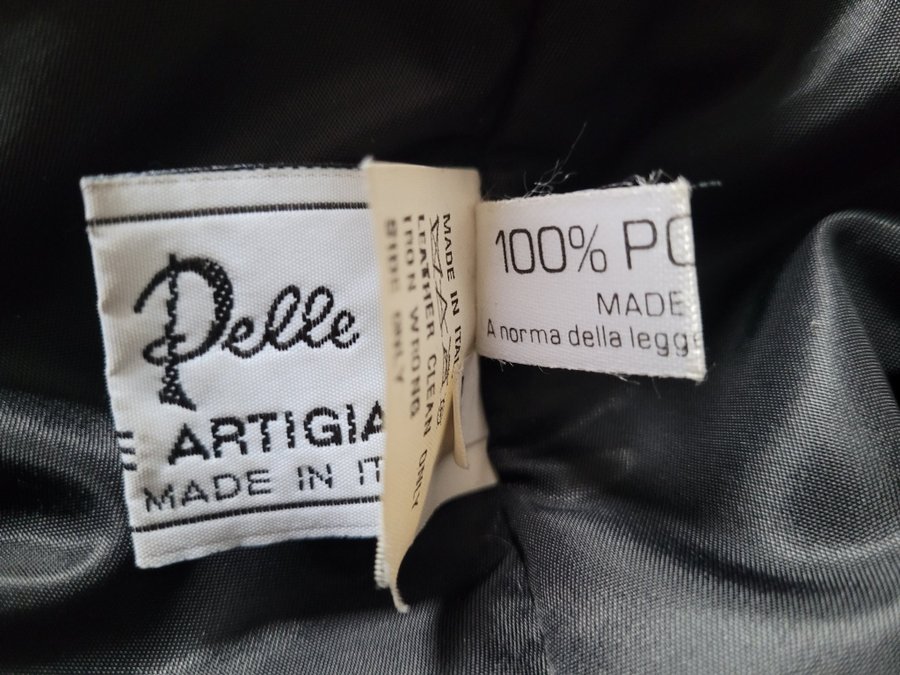 Pelle
ARTIGIA
MADE IN IT
MADE IN ITAL
LEATHER CLEAN ONLY
IRON WRONG
SIDE ONLY
100% PO
MADE
A norma della legge